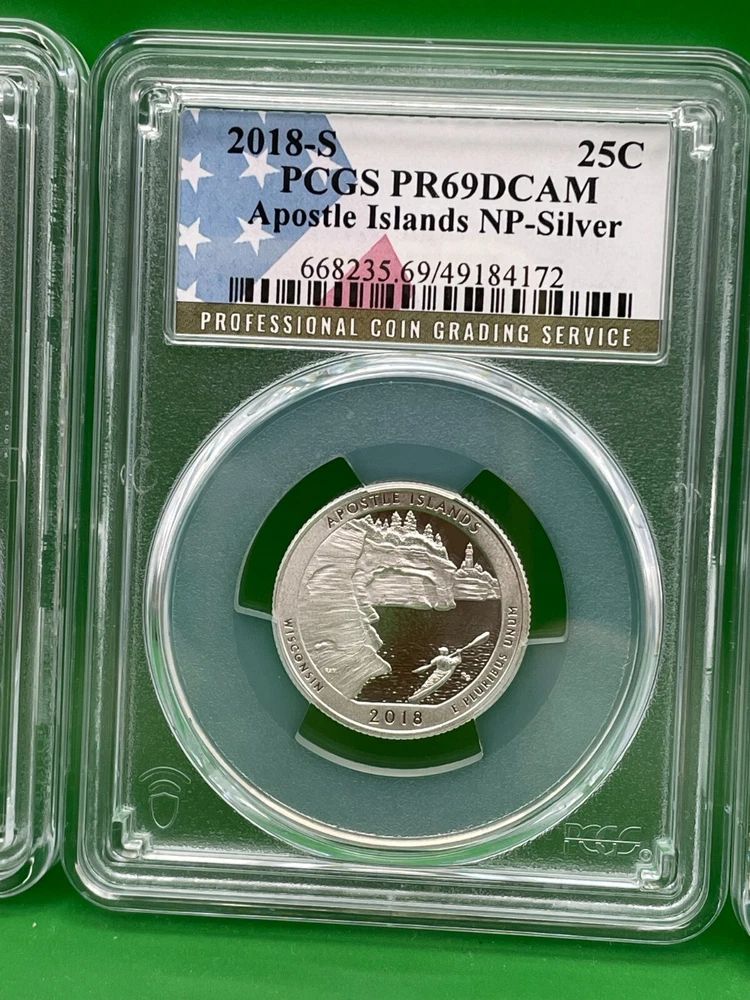 2018-S 25C
PCGS PR69DCAM
Apostle Islands NP-Silver
668235.69/49184172
PROFESSIONAL COIN GRADING SERVICE
APOSTLE ISLANDS
WISCONSIN
E PLURIBUS UNUM
2018
PCGS